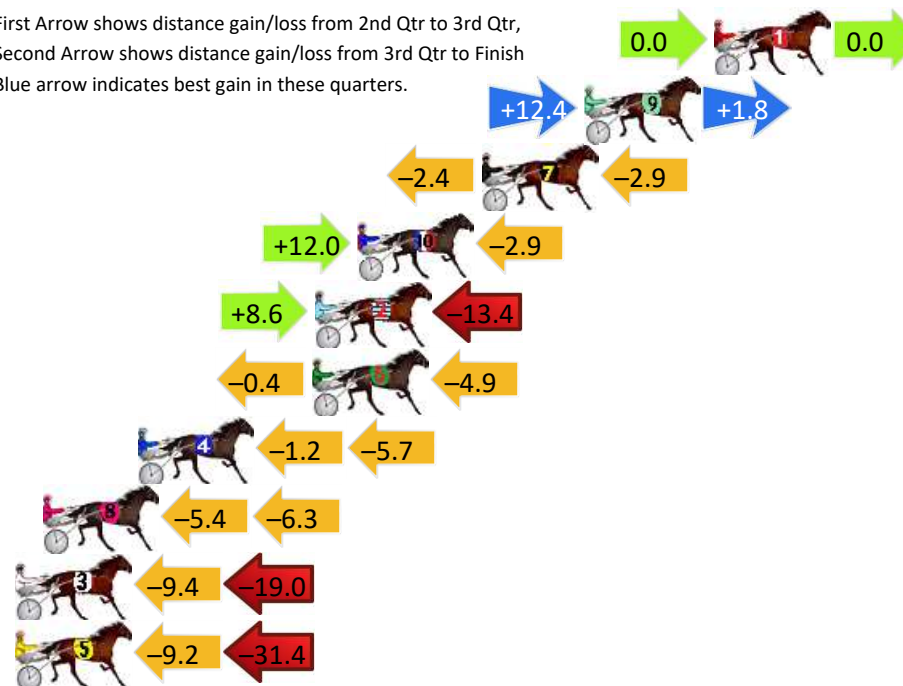 First Arrow shows distance gain/loss from 2nd Qtr to 3rd Qtr,
Second Arrow shows distance gain/loss from 3rd Qtr to Finish
Blue arrow indicates best gain in these quarters.
0.0 1 0.0
+12.4 9 +1.8
–2.4 7 –2.9
+12.0 10 –2.9
+8.6 2 –13.4
–0.4 6 –4.9
4 –1.2 –5.7
8 –5.4 –6.3
3 –9.4 –19.0
5 –9.2 –31.4